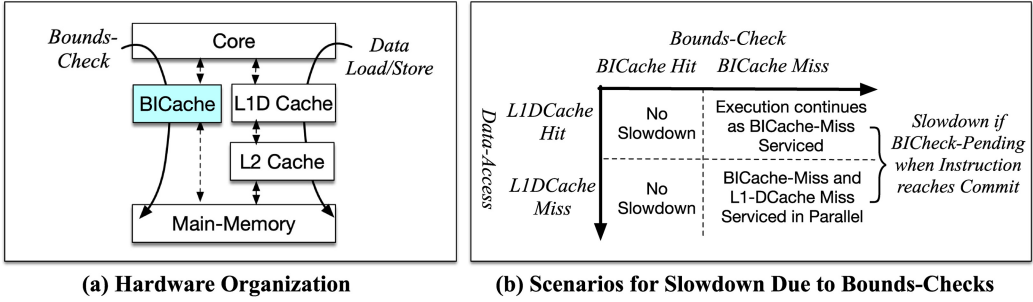 Bounds-
Check
Core
Data
Load/Store
BICache
L1D Cache
L2 Cache
Main-Memory
(a) Hardware Organization
Bounds-Check
BICache Hit
BICache Miss
Data-Access
L1DCache
Hit
No
Slowdown
Execution continues
as BICache-Miss
Serviced
L1DCache
Miss
No
Slowdown
BICache-Miss and
L1-DCache Miss
Serviced in Parallel
Slowdown if
BICheck-Pending
when Instruction
reaches Commit
(b) Scenarios for Slowdown Due to Bounds-Checks